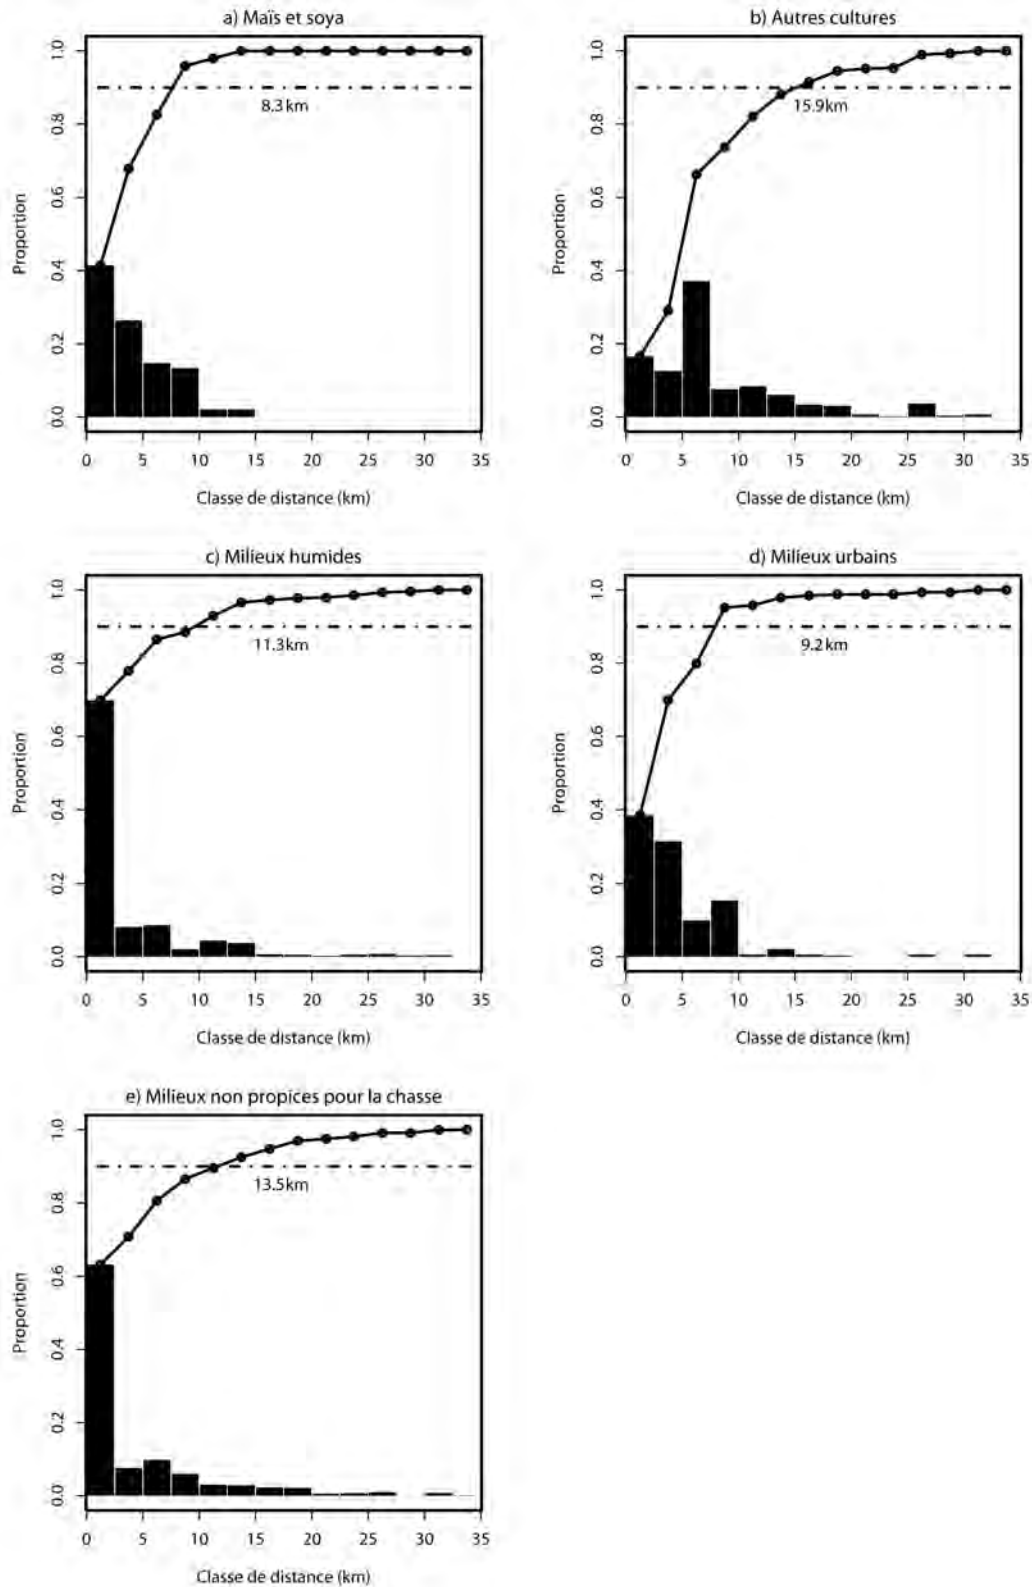 a) Maïs et soya
Proportion
0.0 0.2 0.4 0.6 0.8 1.0
8.3 km
0 5 10 15 20 25 30 35
Classe de distance (km)
b) Autres cultures
Proportion
0.0 0.2 0.4 0.6 0.8 1.0
15.9 km
0 5 10 15 20 25 30 35
Classe de distance (km)
c) Milieux humides
Proportion
0.0 0.2 0.4 0.6 0.8 1.0
11.3 km
0 5 10 15 20 25 30 35
Classe de distance (km)
d) Milieux urbains
Proportion
0.0 0.2 0.4 0.6 0.8 1.0
9.2 km
0 5 10 15 20 25 30 35
Classe de distance (km)
e) Milieux non propices pour la chasse
Proportion
0.0 0.2 0.4 0.6 0.8 1.0
13.5 km
0 5 10 15 20 25 30 35
Classe de distance (km)